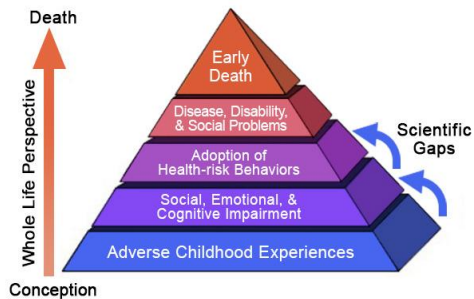 Death
Whole Life Perspective
Conception
Early
Death
Disease, Disability,
& Social Problems
Adoption of
Health-risk Behaviors
Social, Emotional, &
Cognitive Impairment
Adverse Childhood Experiences
Scientific
Gaps